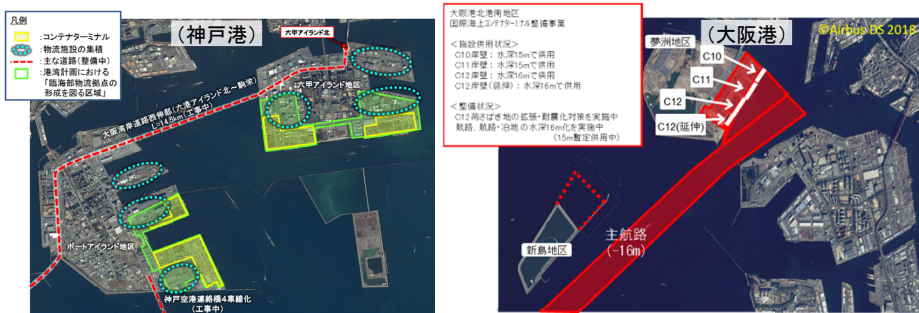 凡例
:コンテナターミナル
:物流施設の集積
:主な道路(整備中)
:港湾計画における
「臨海部物流拠点の
形成を図る区域」
(神戸港)
六甲アイランド北
六甲アイランド地区
大阪湾岸道路西伸部(六甲アイランド北~駒栄)
L=14.5km(工事中)
ポートアイランド地区
神戸空港連絡橋4車線化
(工事中)
大阪港北港南地区
国際海上コンテナターミナル整備事業
<施設供用状況>
C10岸壁:水深15mで供用
C11岸壁:水深15mで供用
C12岸壁:水深16mで供用
C12岸壁(延伸):水深16mで供用
<整備状況>
C12荷さばき地の拡張・耐震化対策を実施中
航路、航路・泊地の水深16m化を実施中
(15m暫定供用中)
(大阪港)
©Airbus DS 2018
夢洲地区
C10
C11
C12
C12(延伸)
新島地区
主航路
(-16m)